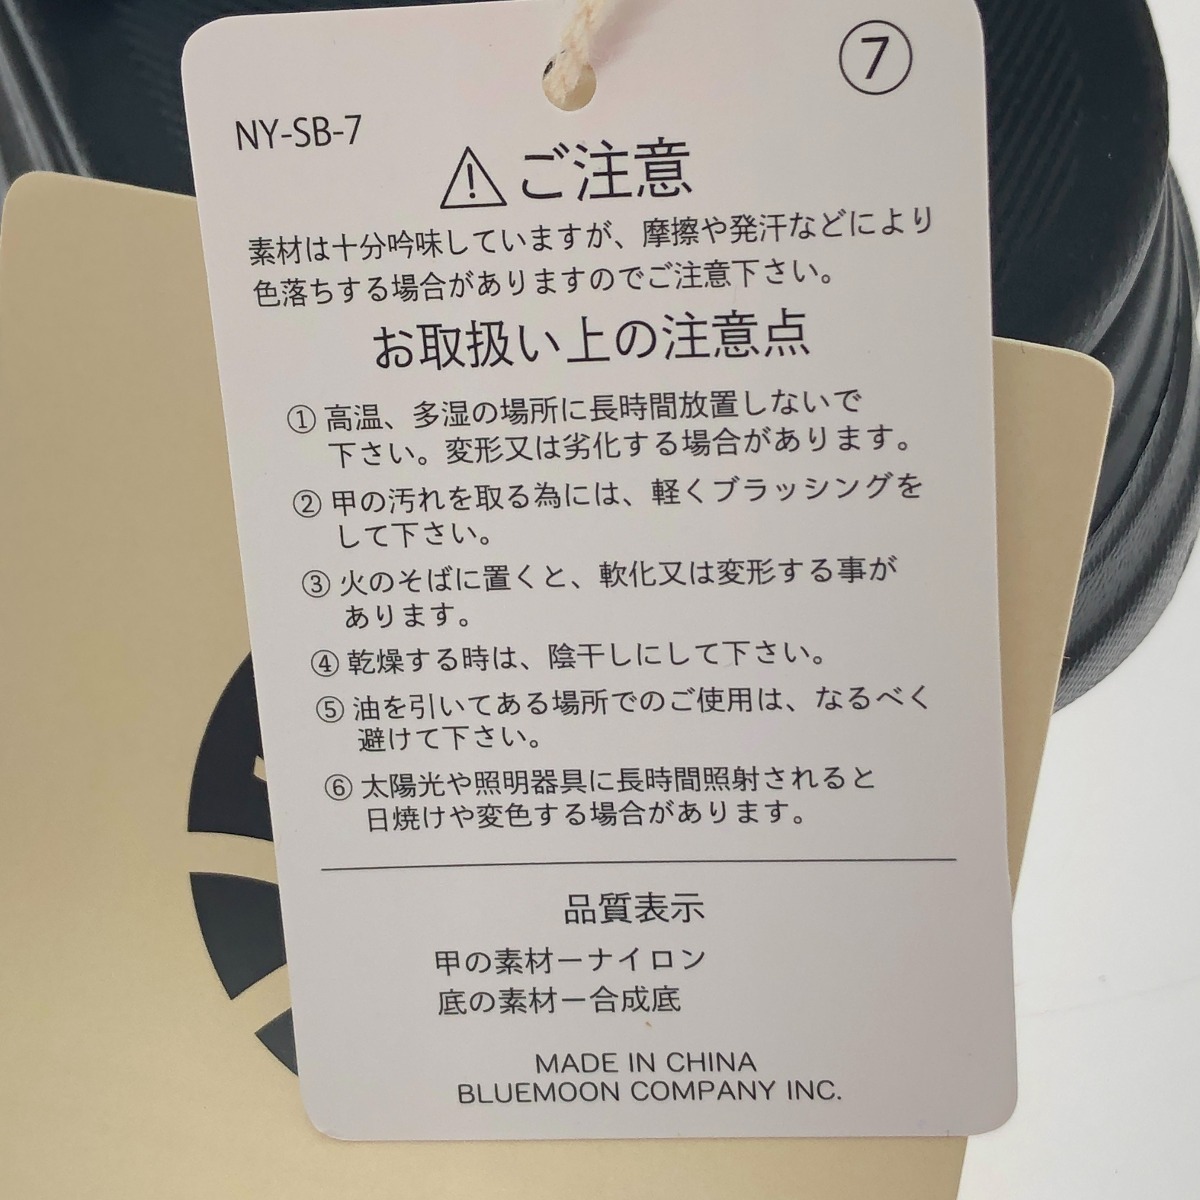 ⑦
NY-SB-7
ご注意
素材は十分吟味していますが、摩擦や発汗などにより
色落ちする場合がありますのでご注意下さい。
お取扱い上の注意点
① 高温、多湿の場所に長時間放置しないで
下さい。変形又は劣化する場合があります。
② 甲の汚れを取る為には、軽くブラッシングを
して下さい。
③ 火のそばに置くと、軟化又は変形する事が
あります。
④ 乾燥する時は、陰干しにして下さい。
⑤ 油を引いてある場所でのご使用は、なるべく
避けて下さい。
⑥ 太陽光や照明器具に長時間照射されると
日焼けや変色する場合があります。
品質表示
甲の素材ーナイロン
底の素材ー合成底
MADE IN CHINA
BLUEMOON COMPANY INC.